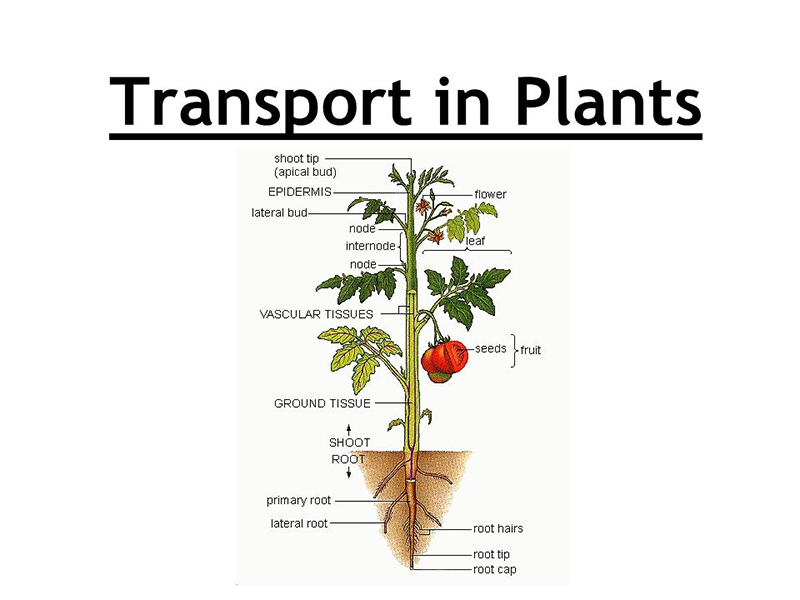 Transport in Plants
shoot tip
(apical bud)
EPIDERMIS
flower
lateral bud
node
leaf
internode
node
VASCULAR TISSUES
seeds
fruit
GROUND TISSUE
SHOOT
ROOT
primary root
lateral root
root hairs
root tip
root cap